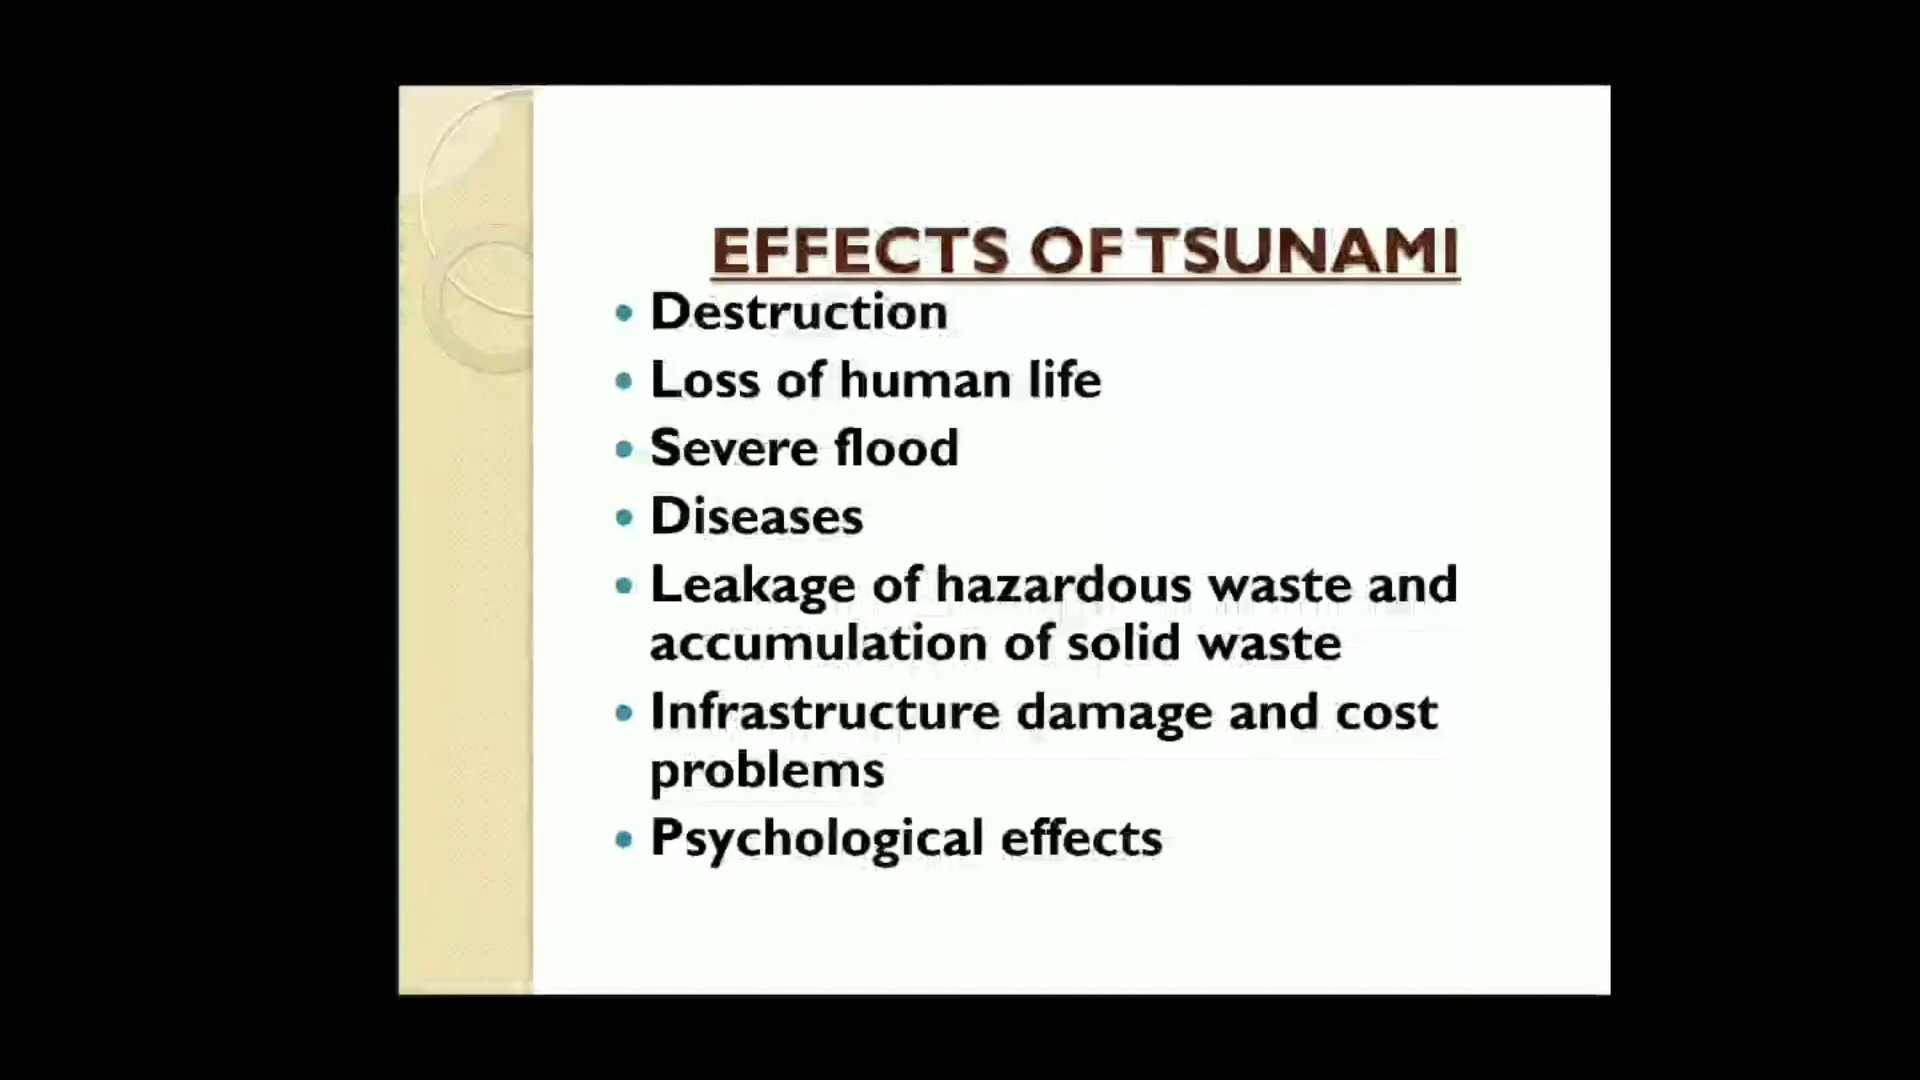 EFFECTS OF TSUNAMI
• Destruction
• Loss of human life
• Severe flood
• Diseases
• Leakage of hazardous waste and
accumulation of solid waste
• Infrastructure damage and cost
problems
• Psychological effects